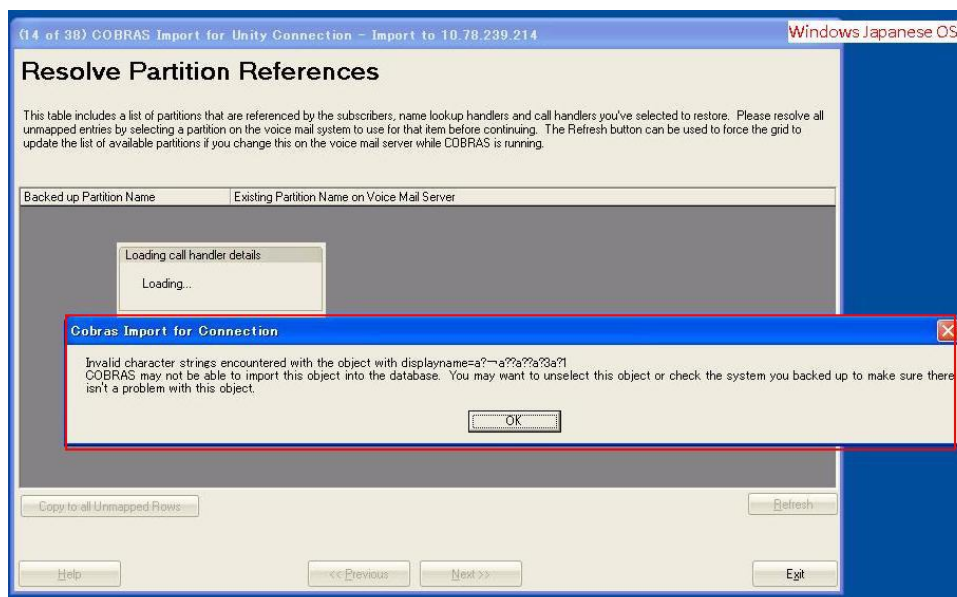 (14 of 38) COBRAS Import for Unity Connection - Import to 10.78.239.214
Windows Japanese OS
Resolve Partition References
This table includes a list of partitions that are referenced by the subscribers, name lookup handlers and call handlers you've selected to restore. Please resolve all
unmapped entries by selecting a partition on the voice mail system to use for that item before continuing. The Refresh button can be used to force the grid to
update the list of available partitions if you change this on the voice mail server while COBRAS is running.
Backed up Partition Name
Existing Partition Name on Voice Mail Server
Loading call handler details
Loading...
Cobras Import for Connection
Invalid character strings encountered with the object with displayname=a?¬a??a??a?3a?1
COBRAS may not be able to import this object into the database. You may want to unselect this object or check the system you backed up to make sure there
isn't a problem with this object.
OK
Copy to all Unmapped Rows
Refresh
Help
<< Previous
Next >>
Exit